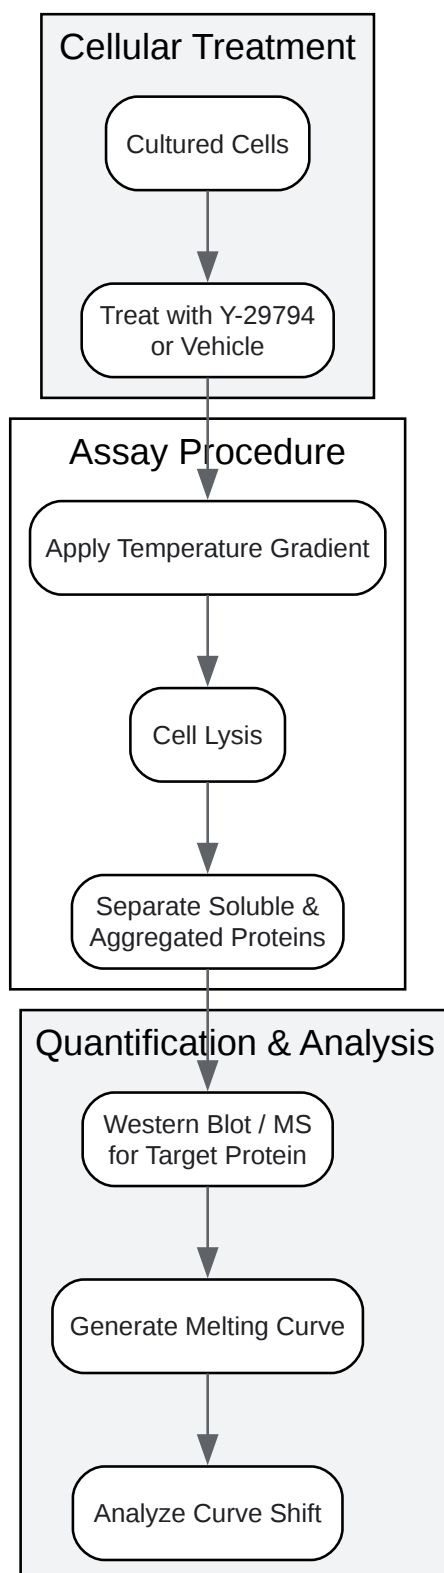 Cellular Treatment
Cultured Cells
Treat with Y-29794
or Vehicle
Assay Procedure
Apply Temperature Gradient
Cell Lysis
Separate Soluble &
Aggregated Proteins
Quantification & Analysis
Western Blot / MS
for Target Protein
Generate Melting Curve
Analyze Curve Shift